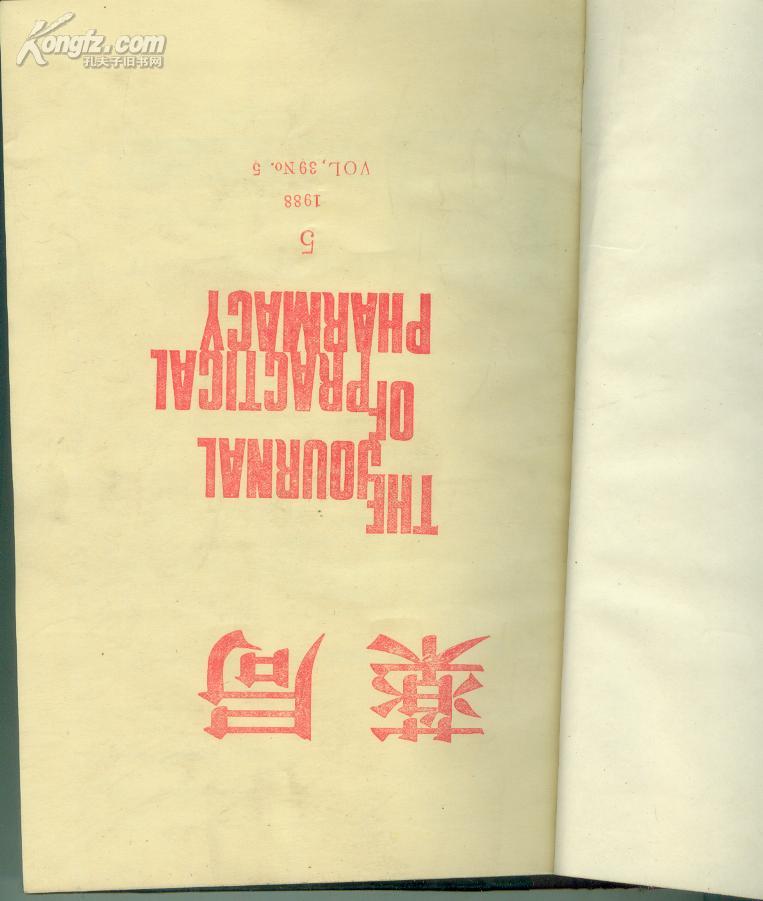 藥局
THE JOURNAL
OF PRACTICAL
PHARMACY
5
1988
VOL, 39 No. 5
Kongfz.com
孔夫子旧书网